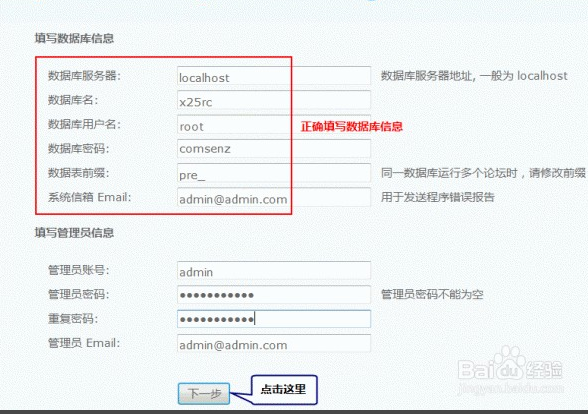 填写数据库信息
数据库服务器: localhost 数据库服务器地址, 一般为 localhost
数据库名: x25rc
数据库用户名: root 正确填写数据库信息
数据库密码: comsenz
数据表前缀: pre_ 同一数据库运行多个论坛时，请修改前缀
系统信箱 Email: admin@admin.com 用于发送程序错误报告
填写管理员信息
管理员账号: admin
管理员密码: ●●●●●●●●●●● 管理员密码不能为空
重复密码: ●●●●●●●●●●●
管理员 Email: admin@admin.com
下一步 点击这里
Baidu经验
jingyan.baidu.com